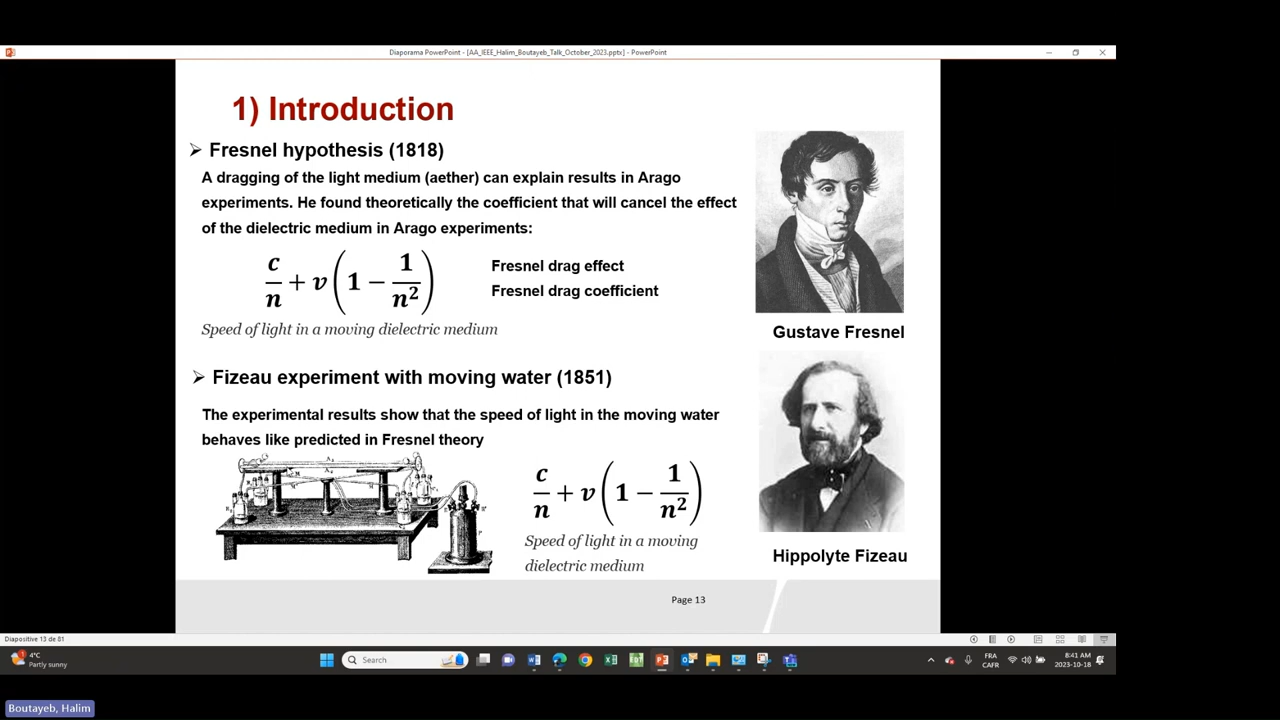 Diaporama PowerPoint - [AA_IEEE_Halim_Boutayeb_Talk_October_2023.pptx] - PowerPoint
1) Introduction
➢ Fresnel hypothesis (1818)
A dragging of the light medium (aether) can explain results in Arago
experiments. He found theoretically the coefficient that will cancel the effect
of the dielectric medium in Arago experiments:
c/n + v(1 − 1/n²)
Fresnel drag effect
Fresnel drag coefficient
Speed of light in a moving dielectric medium
Gustave Fresnel
➢ Fizeau experiment with moving water (1851)
The experimental results show that the speed of light in the moving water
behaves like predicted in Fresnel theory
c/n + v(1 − 1/n²)
Speed of light in a moving
dielectric medium
Hippolyte Fizeau
Page 13
Diapositive 13 de 81
4°C
Partly sunny
Search
FRA
CAFR
8:41 AM
2023-10-18
Boutayeb, Halim